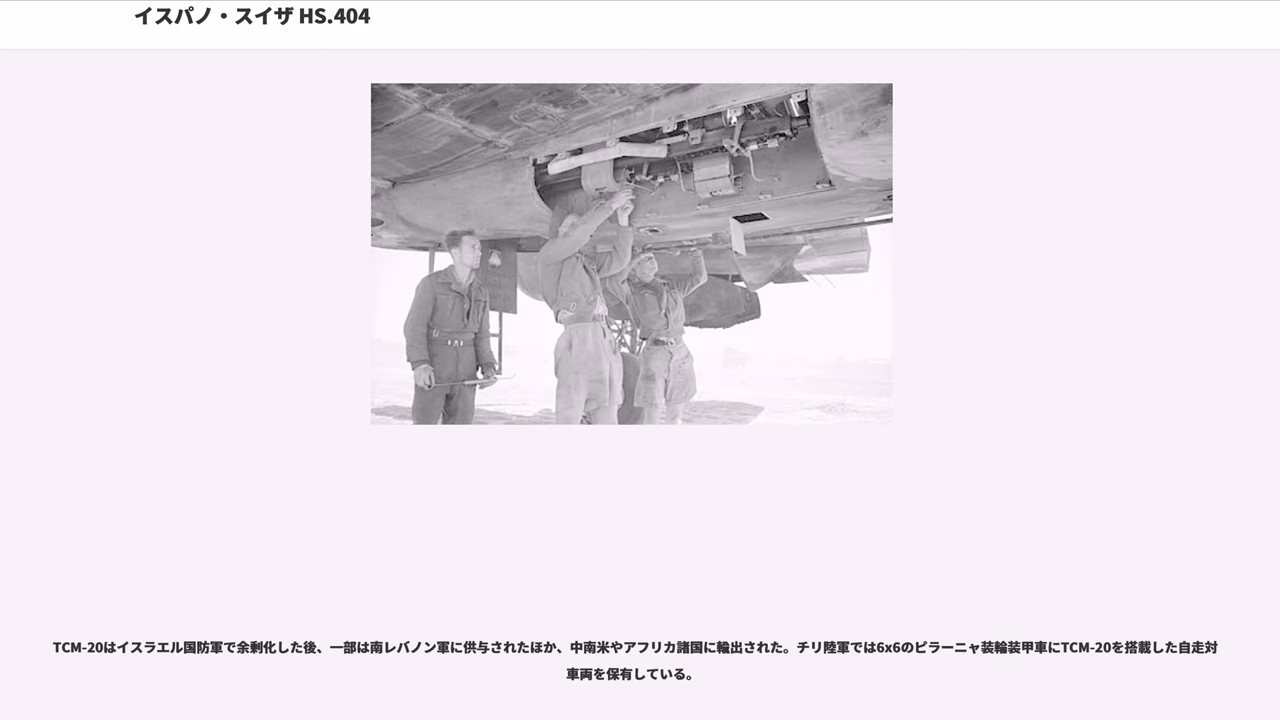 イスパノ・スイザ HS.404
TCM-20はイスラエル国防軍で余剰化した後、一部は南レバノン軍に供与されたほか、中南米やアフリカ諸国に輸出された。チリ陸軍では6x6のピラーニャ装輪装甲車にTCM-20を搭載した自走対
車両を保有している。